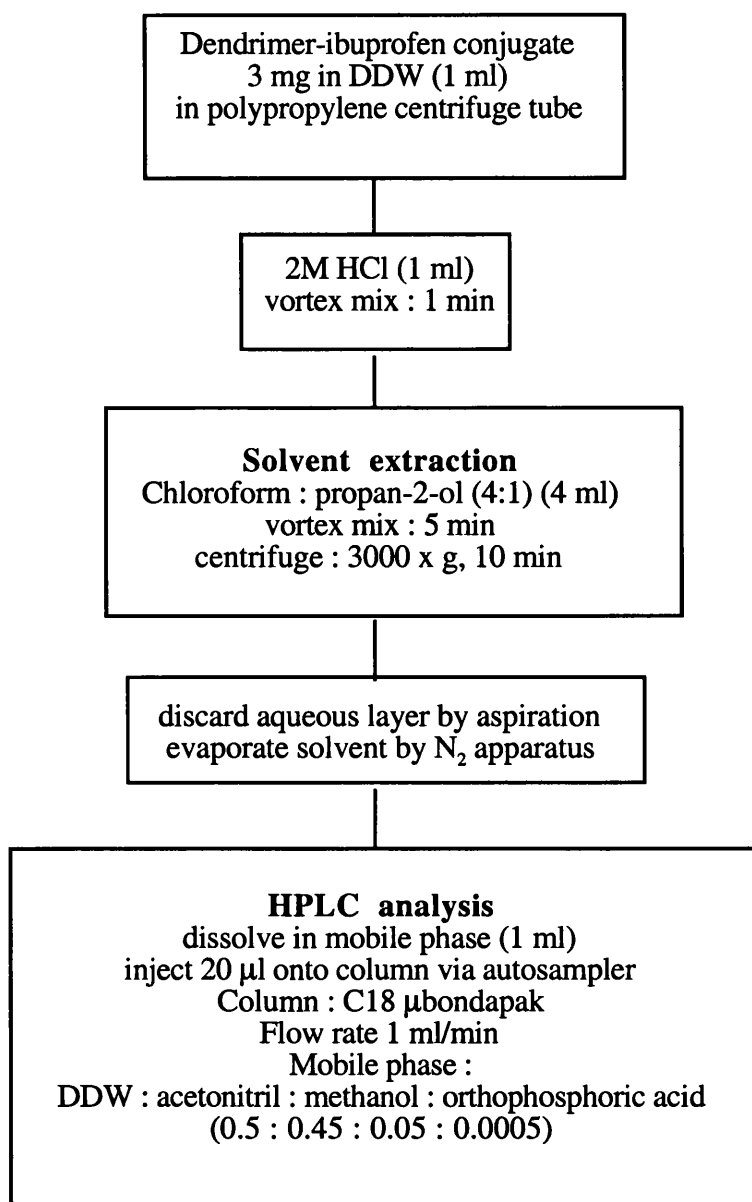 Dendrimer-ibuprofen conjugate
3 mg in DDW (1 ml)
in polypropylene centrifuge tube
2M HCl (1 ml)
vortex mix : 1 min
Solvent extraction
Chloroform : propan-2-ol (4:1) (4 ml)
vortex mix : 5 min
centrifuge : 3000 x g, 10 min
discard aqueous layer by aspiration
evaporate solvent by N₂ apparatus
HPLC analysis
dissolve in mobile phase (1 ml)
inject 20 µl onto column via autosampler
Column : C18 µbondapak
Flow rate 1 ml/min
Mobile phase :
DDW : acetonitril : methanol : orthophosphoric acid
(0.5 : 0.45 : 0.05 : 0.0005)